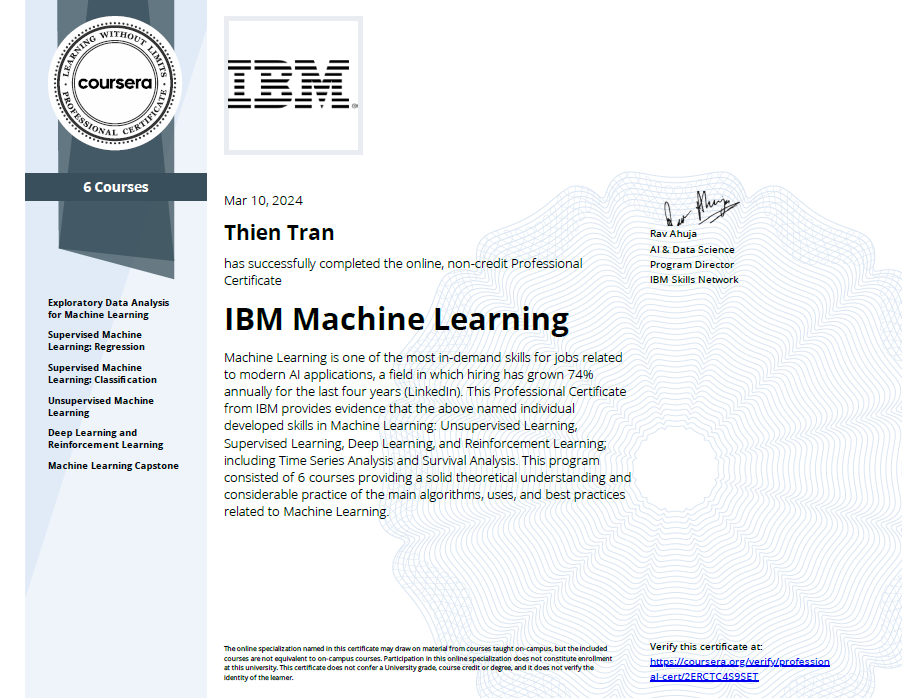 LEARNING WITHOUT LIMITS
coursera
PROFESSIONAL CERTIFICATE
6 Courses
Exploratory Data Analysis
for Machine Learning
Supervised Machine
Learning: Regression
Supervised Machine
Learning: Classification
Unsupervised Machine
Learning
Deep Learning and
Reinforcement Learning
Machine Learning Capstone
IBM®
Mar 10, 2024
Thien Tran
has successfully completed the online, non-credit Professional
Certificate
IBM Machine Learning
Machine Learning is one of the most in-demand skills for jobs related
to modern AI applications, a field in which hiring has grown 74%
annually for the last four years (LinkedIn). This Professional Certificate
from IBM provides evidence that the above named individual
developed skills in Machine Learning: Unsupervised Learning,
Supervised Learning, Deep Learning, and Reinforcement Learning;
including Time Series Analysis and Survival Analysis. This program
consisted of 6 courses providing a solid theoretical understanding and
considerable practice of the main algorithms, uses, and best practices
related to Machine Learning.
Rav Ahuja
Rav Ahuja
AI & Data Science
Program Director
IBM Skills Network
The online specialization named in this certificate may draw on material from courses taught on-campus, but the included
courses are not equivalent to on-campus courses. Participation in this online specialization does not constitute enrollment
at this university. This certificate does not confer a University grade, course credit or degree, and it does not verify the
identity of the learner.
Verify this certificate at:
https://coursera.org/verify/profession
al-cert/2ERCTC4S9SET